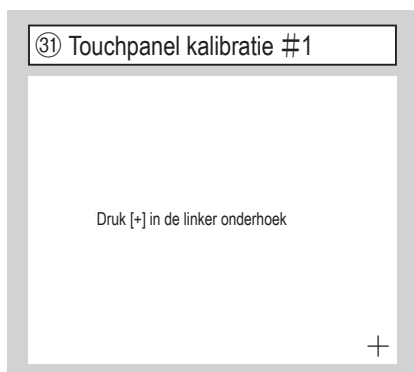 ㉛ Touchpanel kalibratie #1
Druk [+] in de linker onderhoek
+